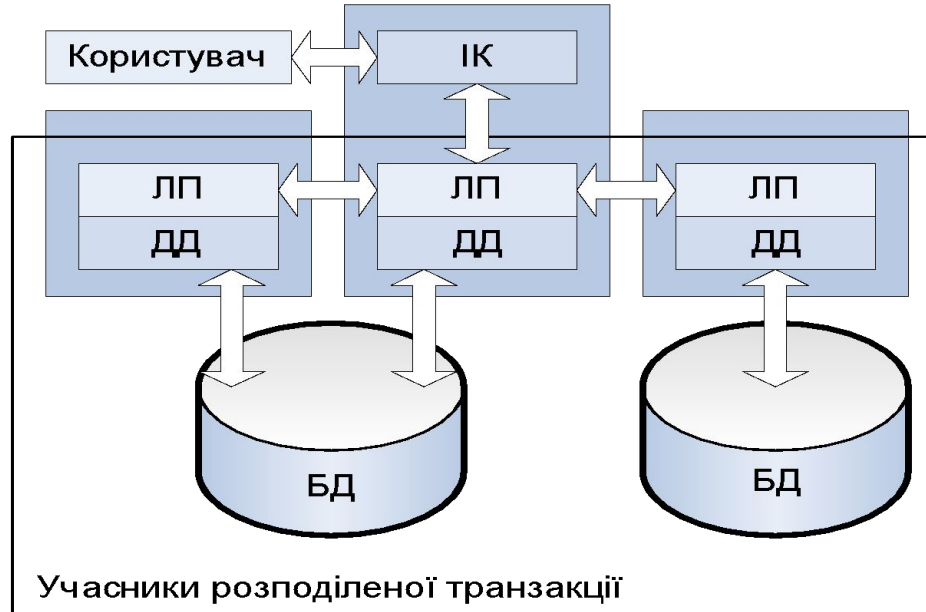 Користувач
ІК
ЛП
ЛП
ЛП
ДД
ДД
ДД
БД
БД
Учасники розподіленої транзакції